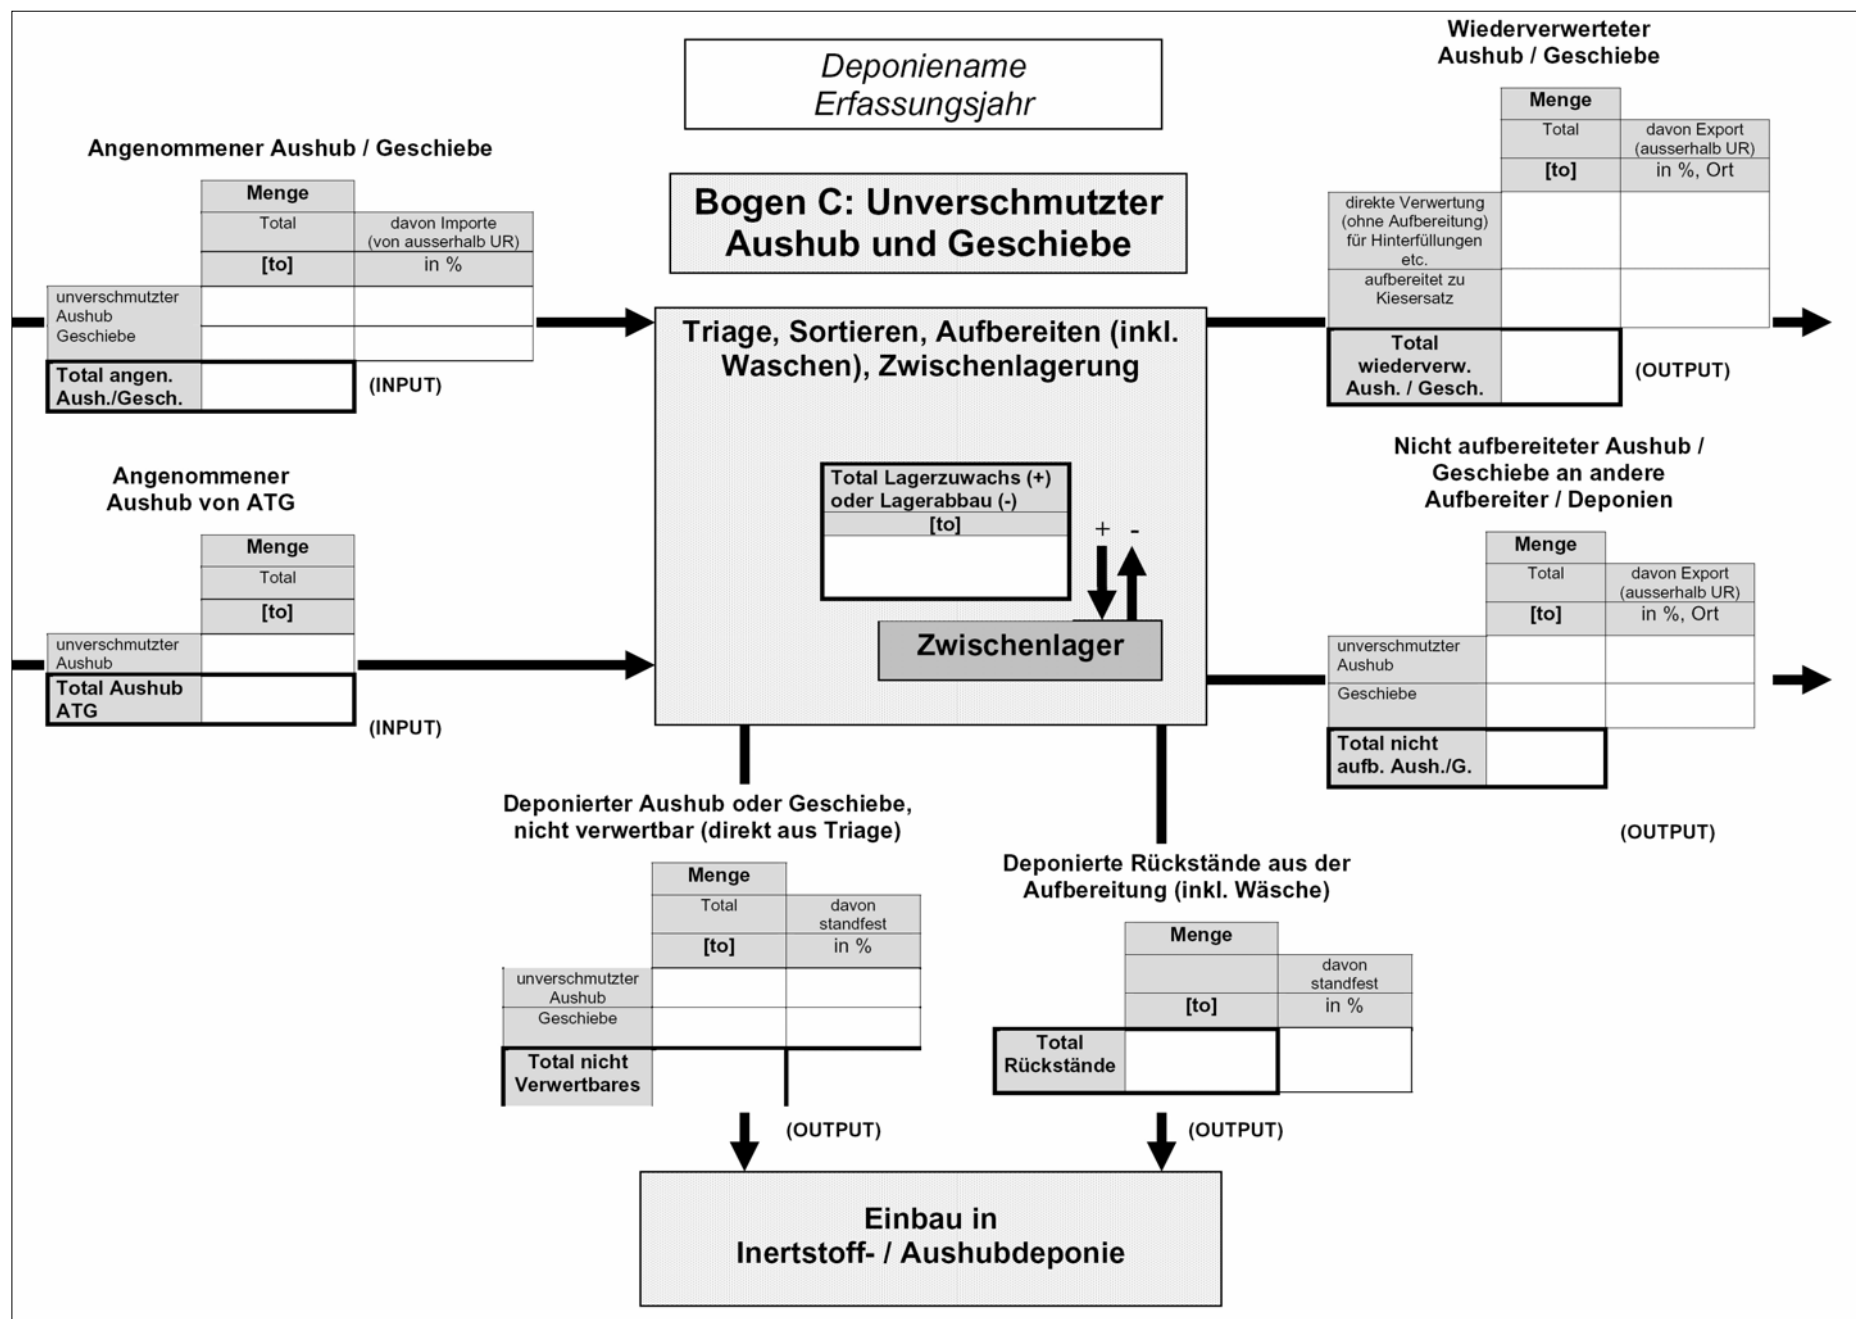 Deponiename
Erfassungsjahr
Bogen C: Unverschmutzter
Aushub und Geschiebe
Angenommener Aushub / Geschiebe
Menge
Total
davon Importe
(von ausserhalb UR)
[to]
in %
unverschmutzter
Aushub
Geschiebe
Total angen.
Aush./Gesch.
(INPUT)
Angenommener
Aushub von ATG
Menge
Total
[to]
unverschmutzter
Aushub
Total Aushub
ATG
(INPUT)
Triage, Sortieren, Aufbereiten (inkl.
Waschen), Zwischenlagerung
Total Lagerzuwachs (+)
oder Lagerabbau (-)
[to]
+ -
Zwischenlager
Wiederverwerteter
Aushub / Geschiebe
Menge
Total
davon Export
(ausserhalb UR)
[to]
in %, Ort
direkte Verwertung
(ohne Aufbereitung)
für Hinterfüllungen
etc.
aufbereitet zu
Kiesersatz
Total
wiederverw.
Aush. / Gesch.
(OUTPUT)
Nicht aufbereiteter Aushub /
Geschiebe an andere
Aufbereiter / Deponien
Menge
Total
davon Export
(ausserhalb UR)
[to]
in %, Ort
unverschmutzter
Aushub
Geschiebe
Total nicht
aufb. Aush./G.
(OUTPUT)
Deponierter Aushub oder Geschiebe,
nicht verwertbar (direkt aus Triage)
Menge
Total
davon
standfest
[to]
in %
unverschmutzter
Aushub
Geschiebe
Total nicht
Verwertbares
(OUTPUT)
Deponierte Rückstände aus der
Aufbereitung (inkl. Wäsche)
Menge
davon
standfest
[to]
in %
Total
Rückstände
(OUTPUT)
Einbau in
Inertstoff- / Aushubdeponie